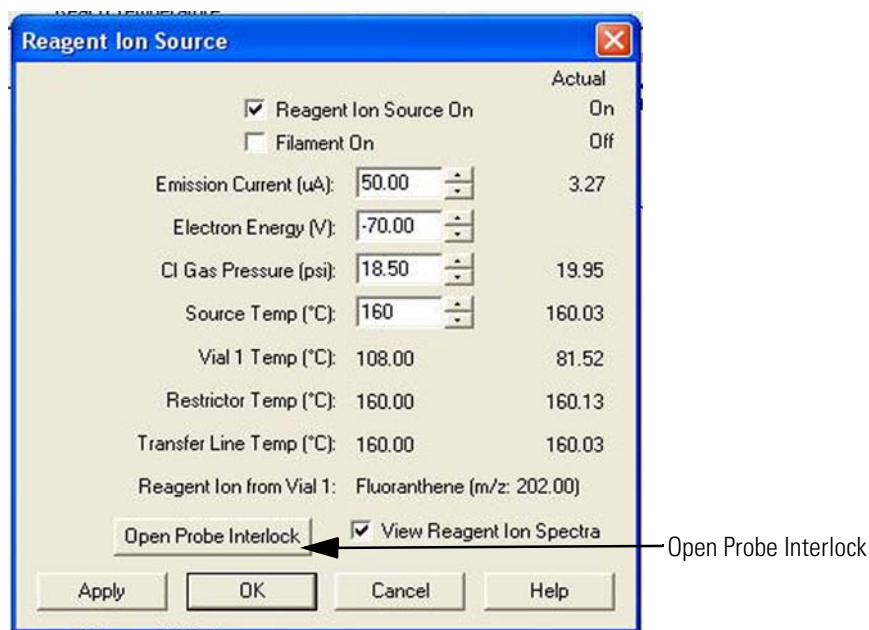 Reach Temperature
Reagent Ion Source
Actual
Reagent Ion Source On On
Filament On Off
Emission Current (uA): 50.00 3.27
Electron Energy (V): -70.00
CI Gas Pressure (psi): 18.50 19.95
Source Temp (°C): 160 160.03
Vial 1 Temp (°C): 108.00 81.52
Restrictor Temp (°C): 160.00 160.13
Transfer Line Temp (°C): 160.00 160.03
Reagent Ion from Vial 1: Fluoranthene (m/z: 202.00)
Open Probe Interlock View Reagent Ion Spectra
Open Probe Interlock
Apply OK Cancel Help